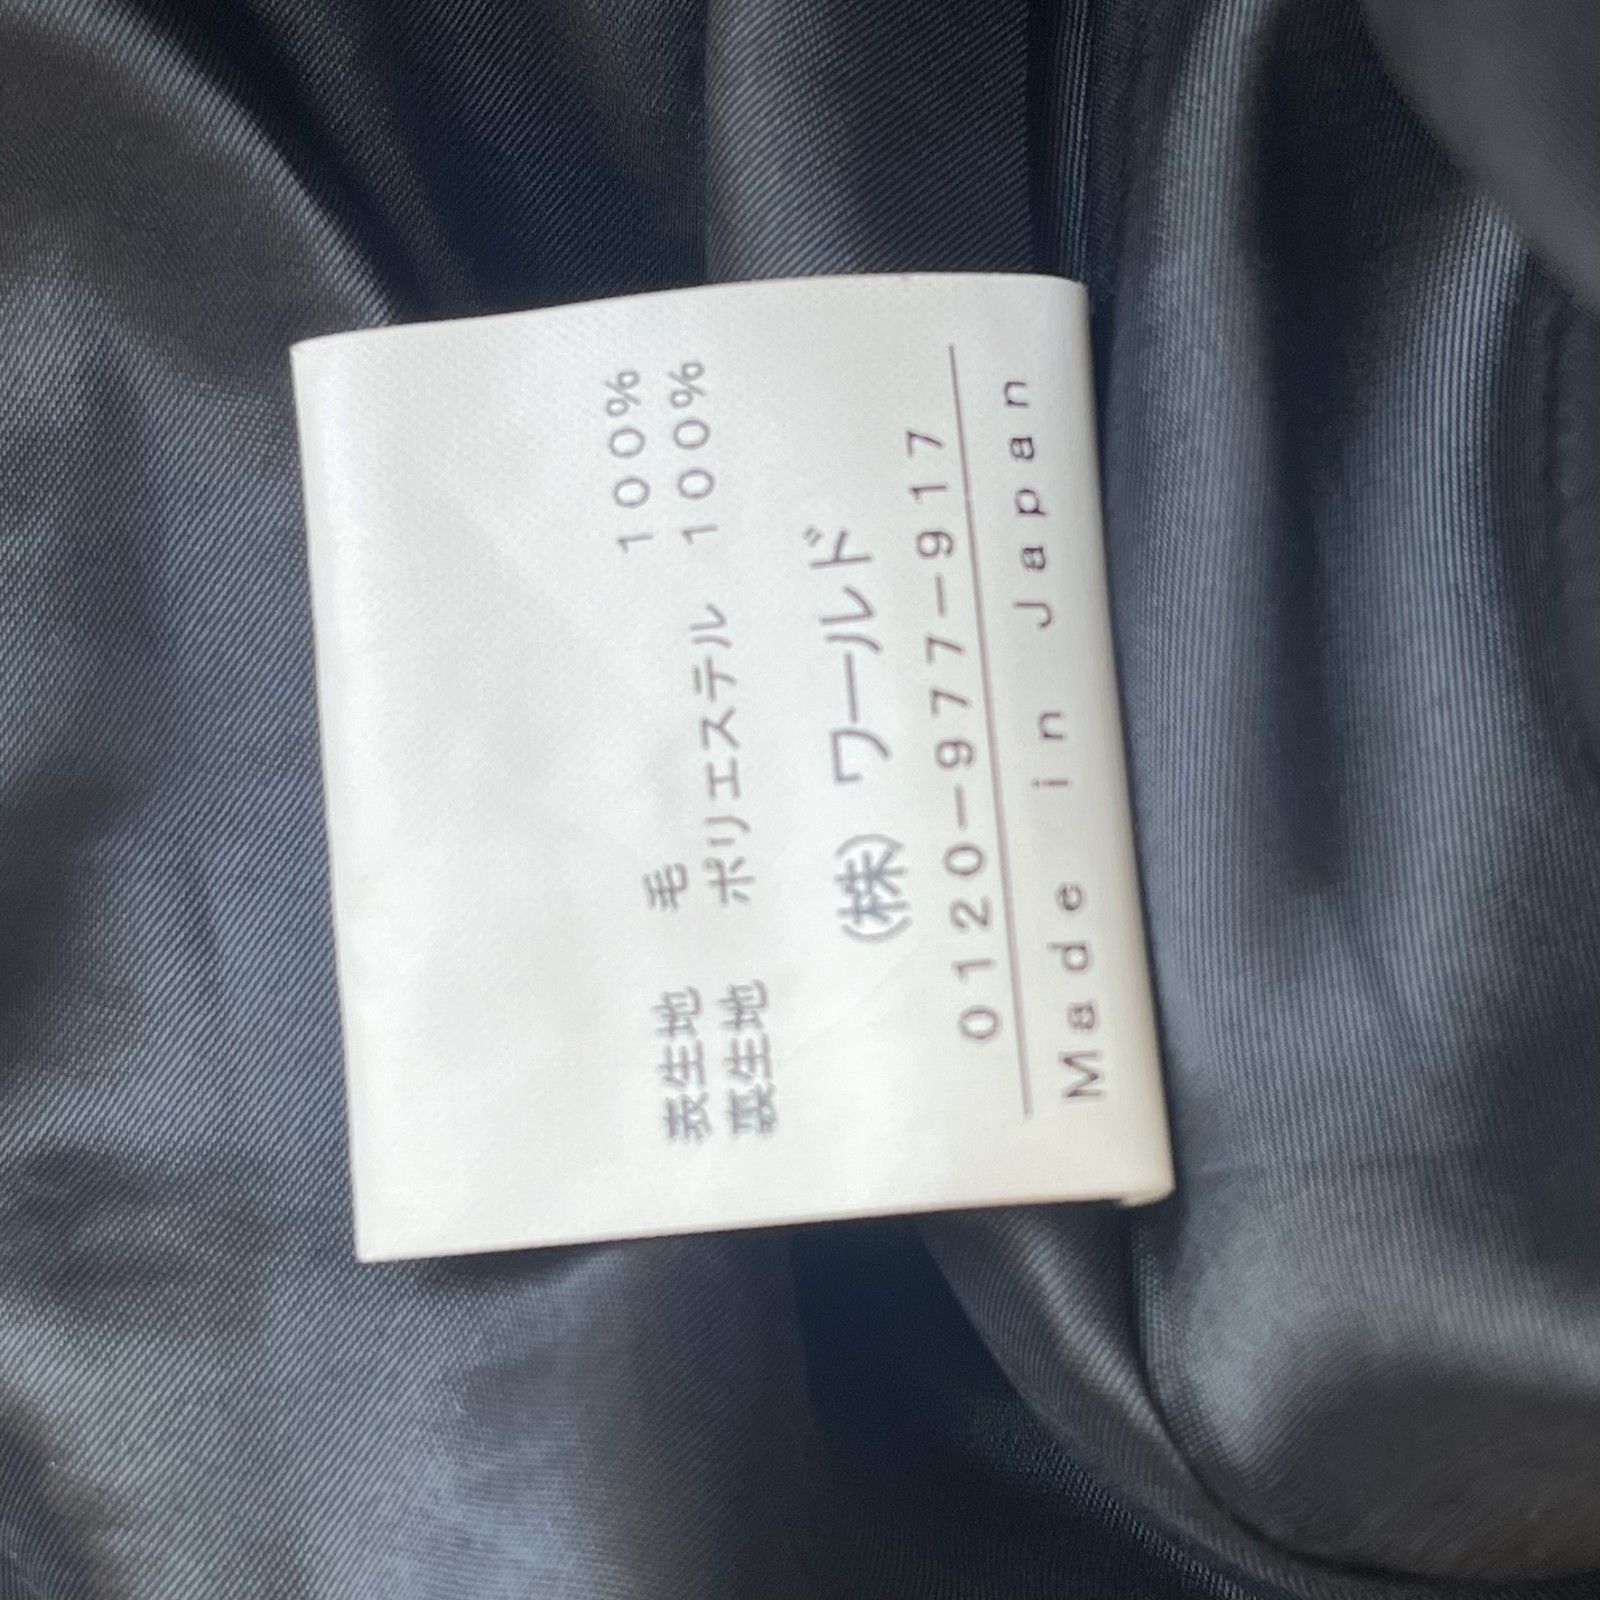 表生地 毛 100%
裏生地 ポリエステル 100%
(株) ワールド
0120-977-917
Made in Japan